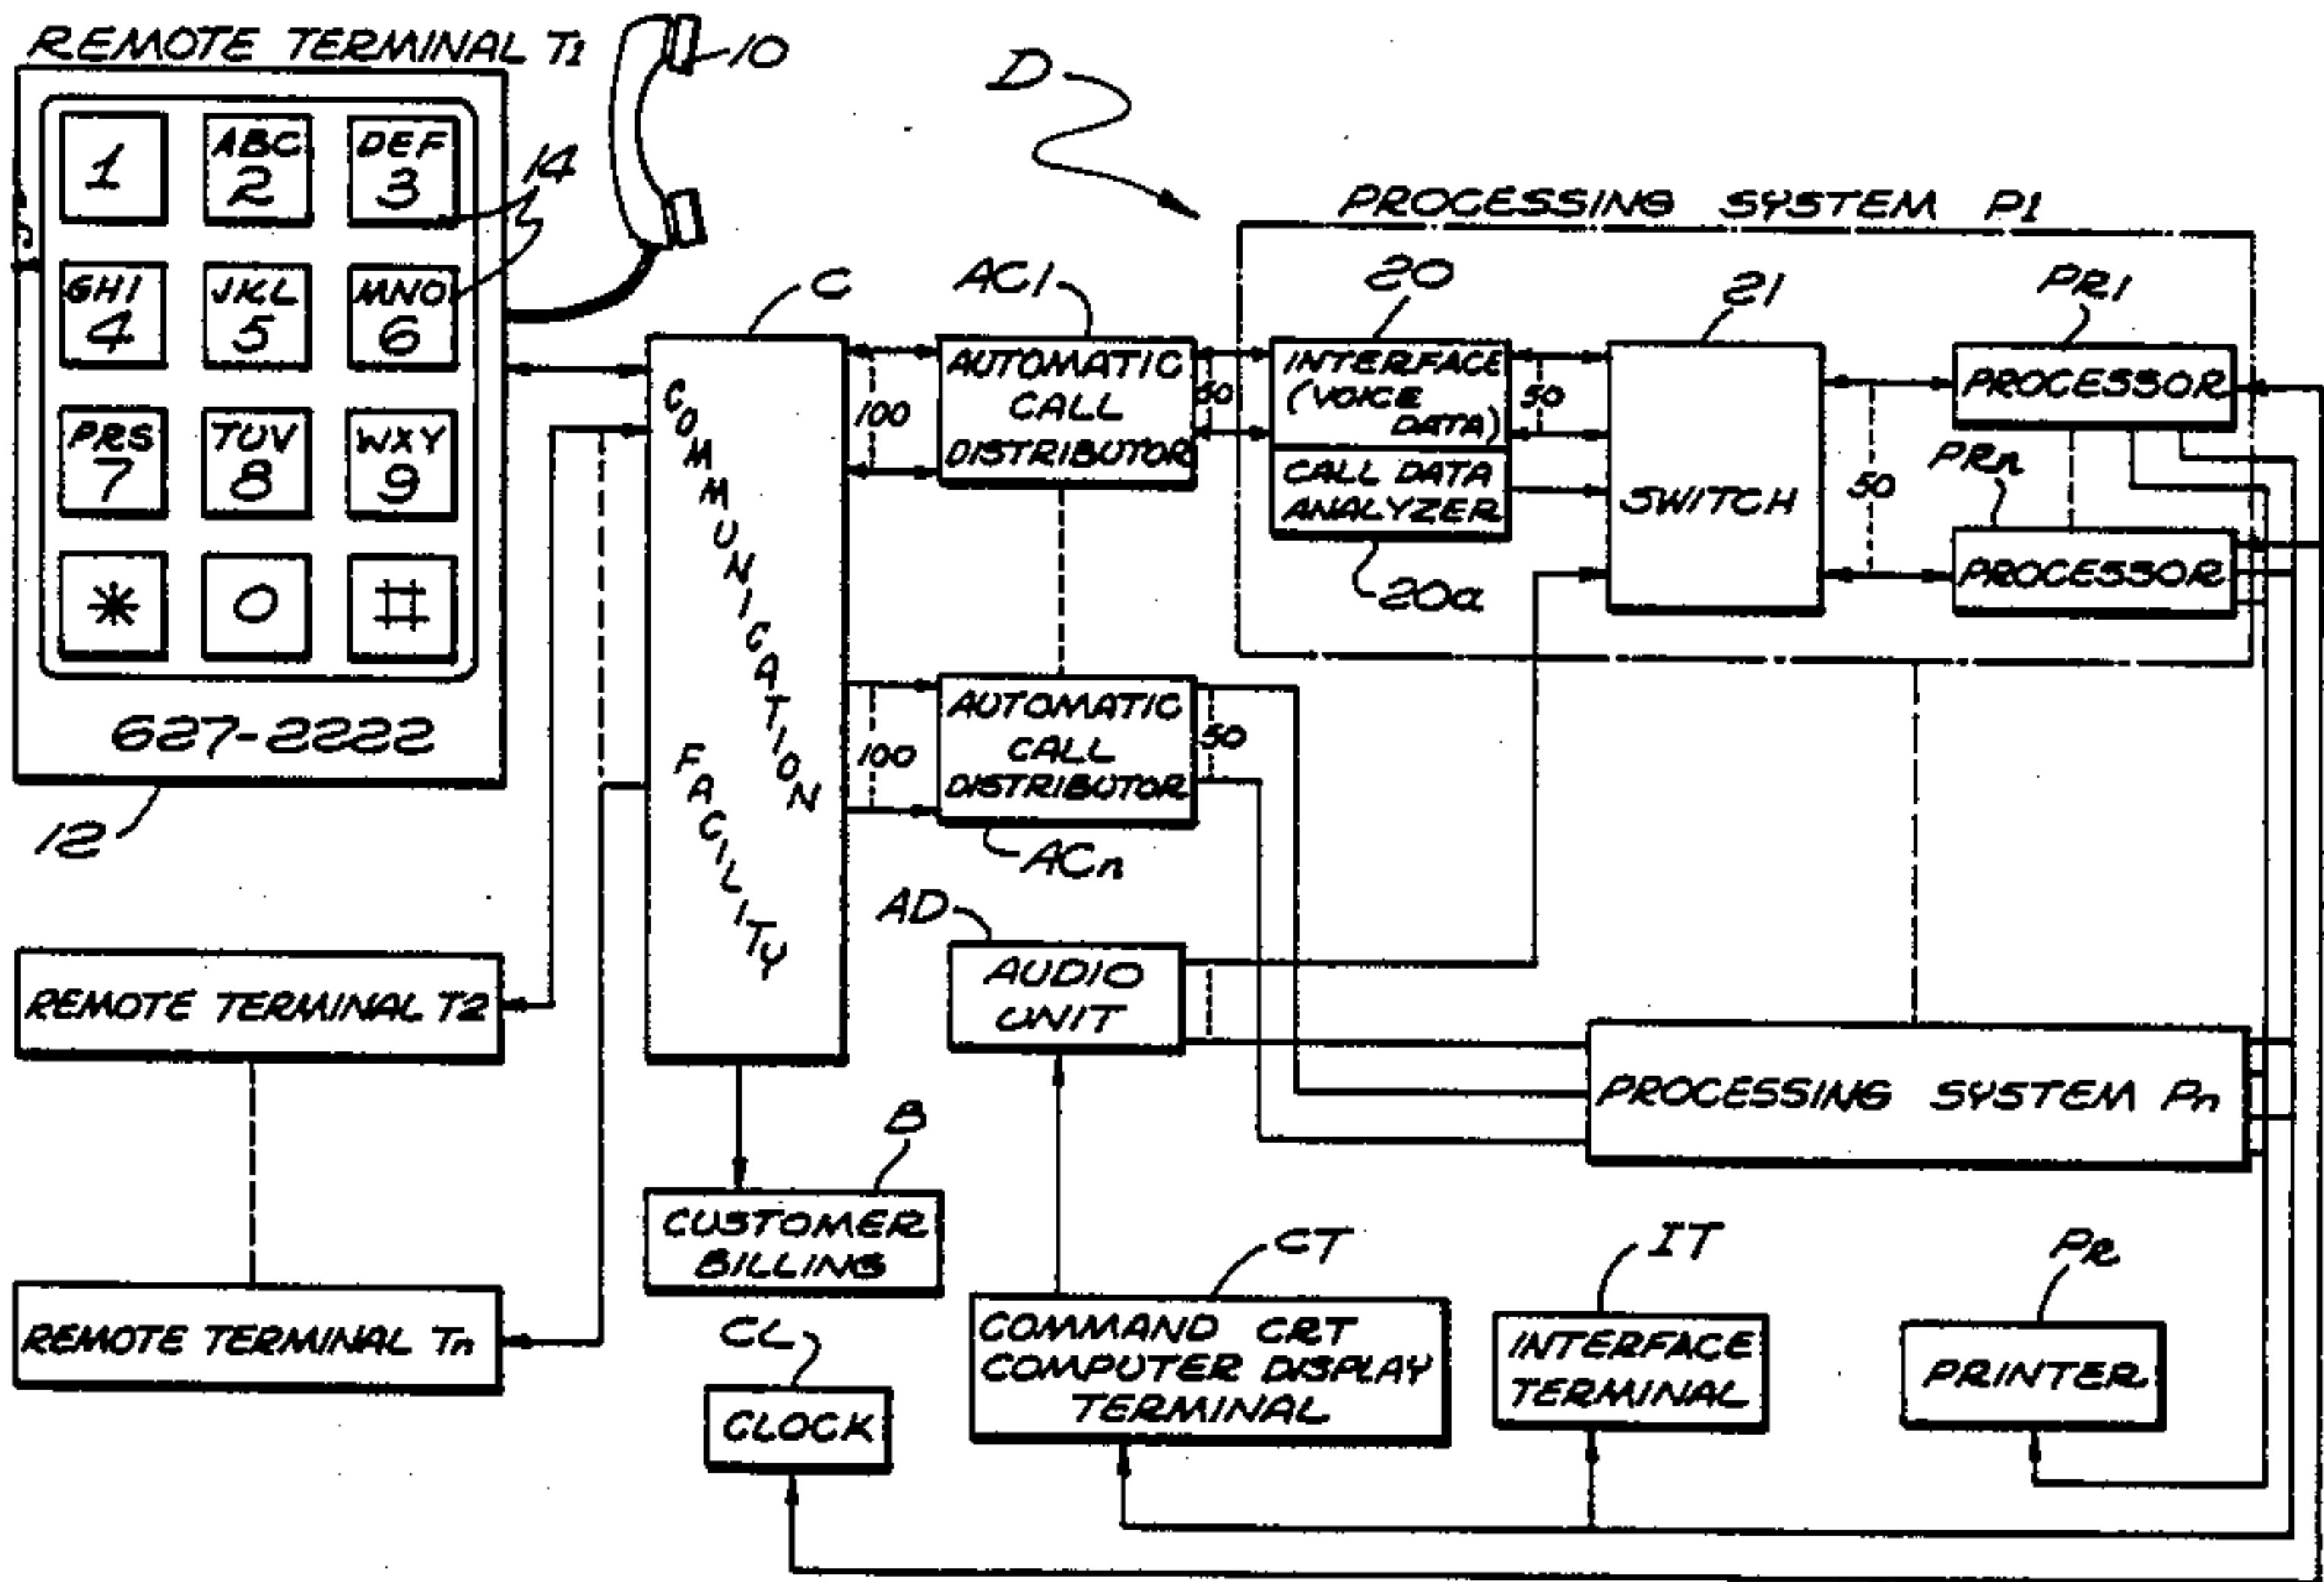 REMOTE TERMINAL T1
10
D
1
ABC
2
DEF
3
14
GHI
4
JKL
5
MNO
6
PRS
7
TUV
8
WXY
9
*
0
#
627-2222
12
REMOTE TERMINAL T2
REMOTE TERMINAL Tn
C
COMMUNICATION
FACILITY
100
AC1
AUTOMATIC
CALL
DISTRIBUTOR
50
PROCESSING SYSTEM P1
20
INTERFACE
(VOICE
DATA)
CALL DATA
ANALYZER
20a
50
21
SWITCH
50
PR1
PROCESSOR
PRn
PROCESSOR
100
AUTOMATIC
CALL
DISTRIBUTOR
50
ACn
AD
AUDIO
UNIT
PROCESSING SYSTEM Pn
B
CUSTOMER
BILLING
CL
CLOCK
CT
COMMAND CRT
COMPUTER DISPLAY
TERMINAL
IT
INTERFACE
TERMINAL
PR
PRINTER